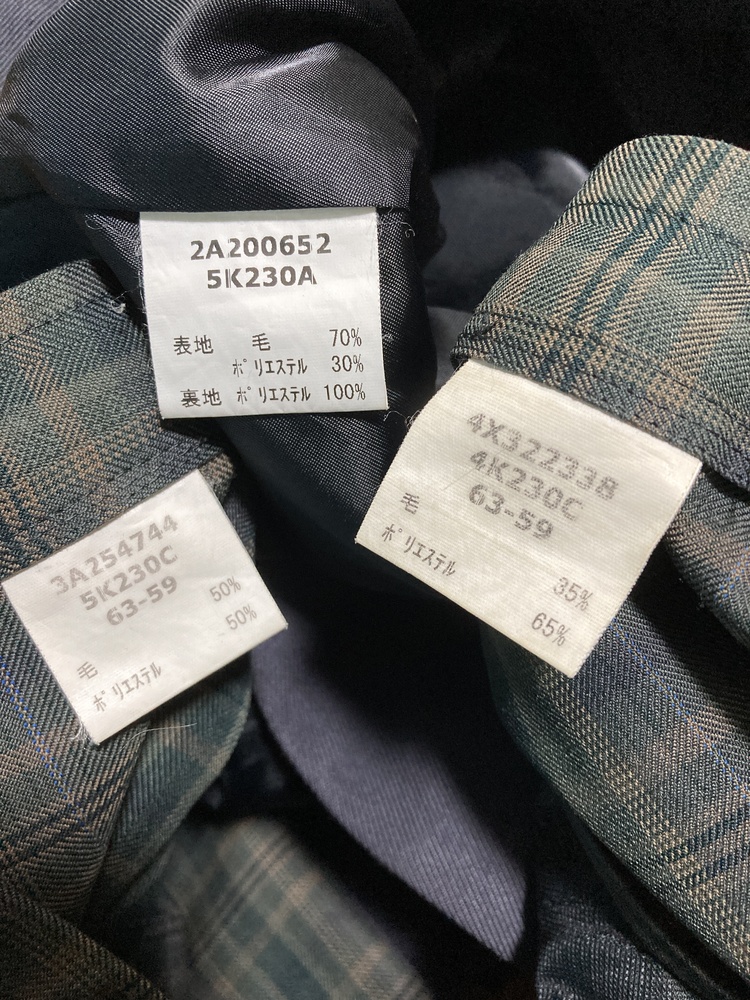 2A200652
5K230A
表地 毛 70%
ポリエステル 30%
裏地 ポリエステル 100%
4X322338
4K230C
63-59
毛 35%
ポリエステル 65%
3A254744
5K230C
63-59
毛 50%
ポリエステル 50%